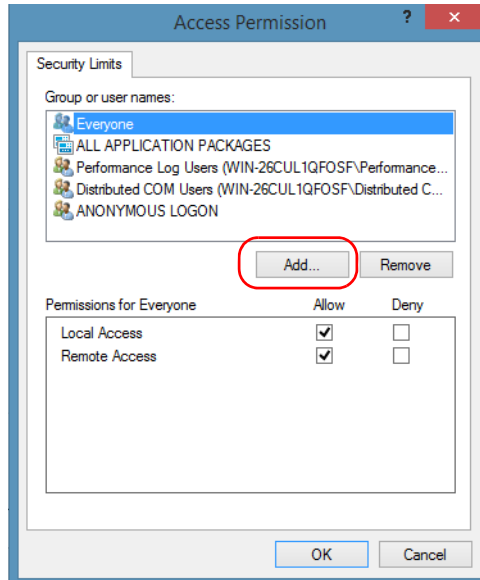 Access Permission
?
×
Security Limits
Group or user names:
Everyone
ALL APPLICATION PACKAGES
Performance Log Users (WIN-26CUL1QFOSF\Performance...
Distributed COM Users (WIN-26CUL1QFOSF\Distributed C...
ANONYMOUS LOGON
Add...
Remove
Permissions for Everyone Allow Deny
Local Access
Remote Access
OK
Cancel